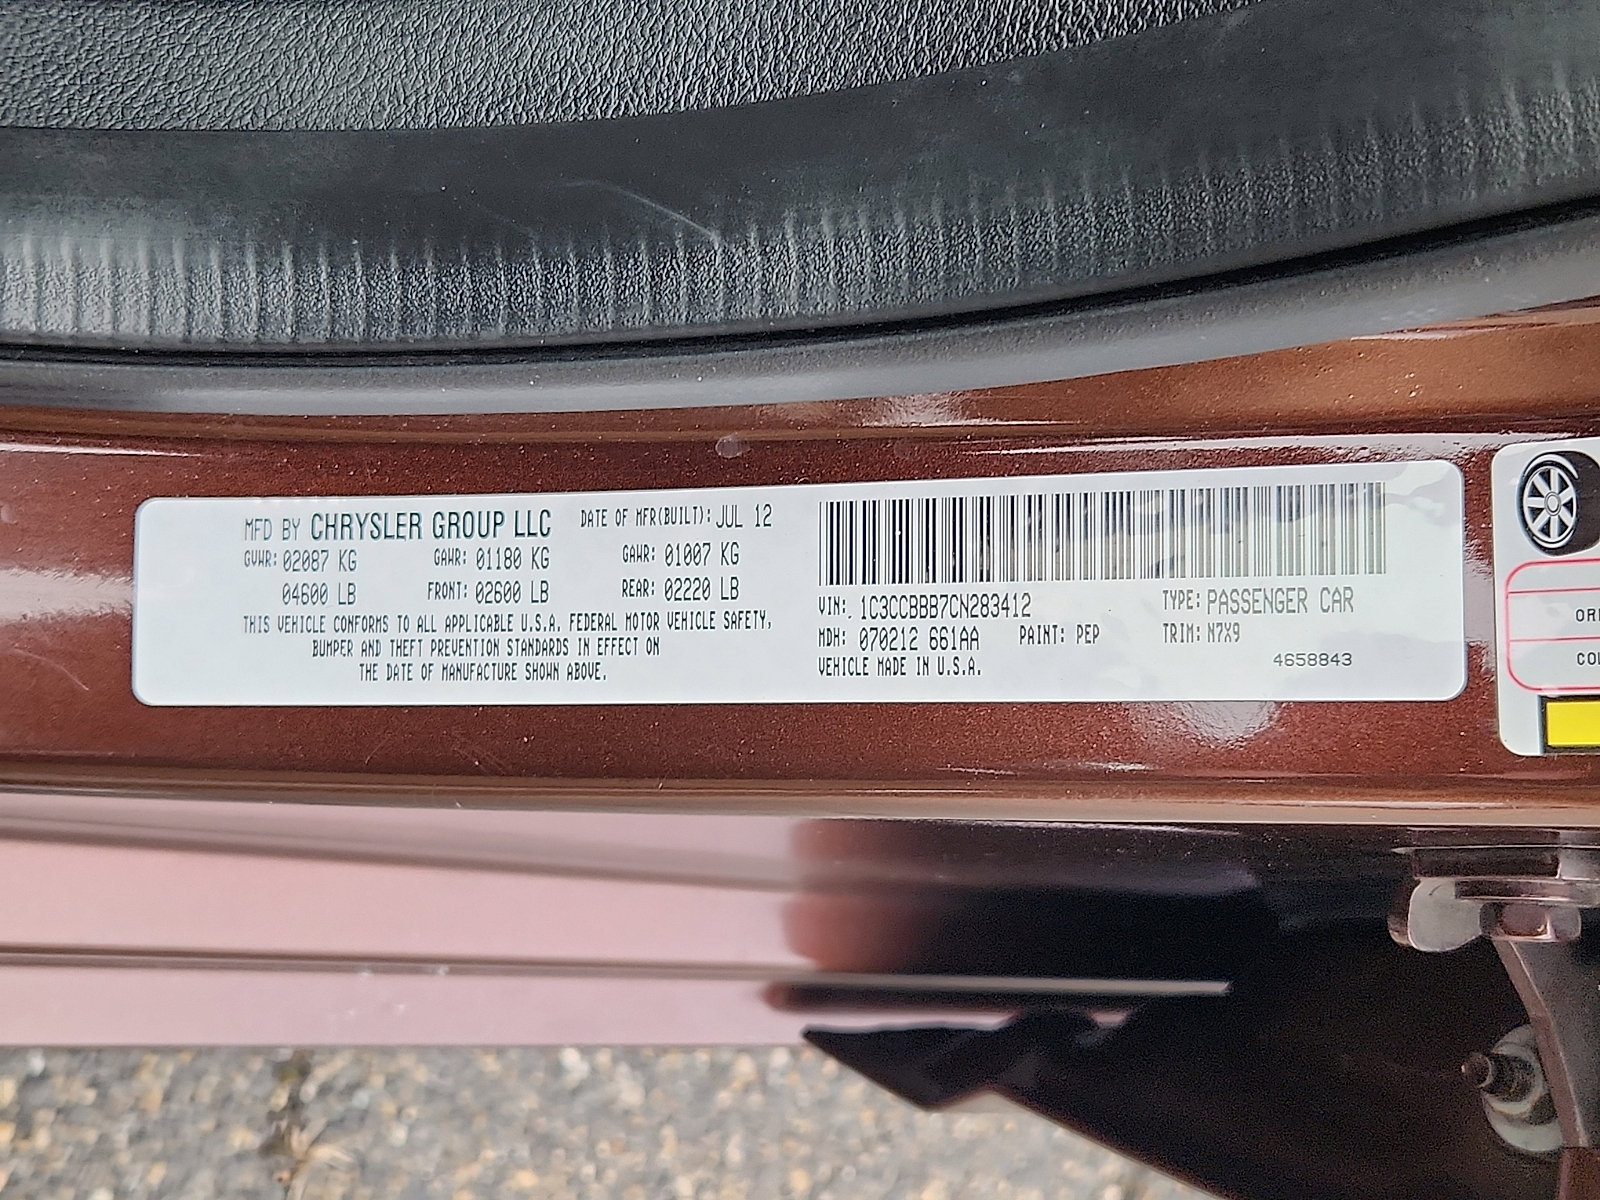 MFD BY CHRYSLER GROUP LLC DATE OF MFR(BUILT): JUL 12
GVWR: 02087 KG GAWR: 01180 KG GAWR: 01007 KG
04600 LB FRONT: 02600 LB REAR: 02220 LB
THIS VEHICLE CONFORMS TO ALL APPLICABLE U.S.A. FEDERAL MOTOR VEHICLE SAFETY,
BUMPER AND THEFT PREVENTION STANDARDS IN EFFECT ON
THE DATE OF MANUFACTURE SHOWN ABOVE.
VIN: 1C3CCBBB7CN283412 TYPE: PASSENGER CAR
MDH: 070212 661AA PAINT: PEP TRIM: N7X9
VEHICLE MADE IN U.S.A. 4658843